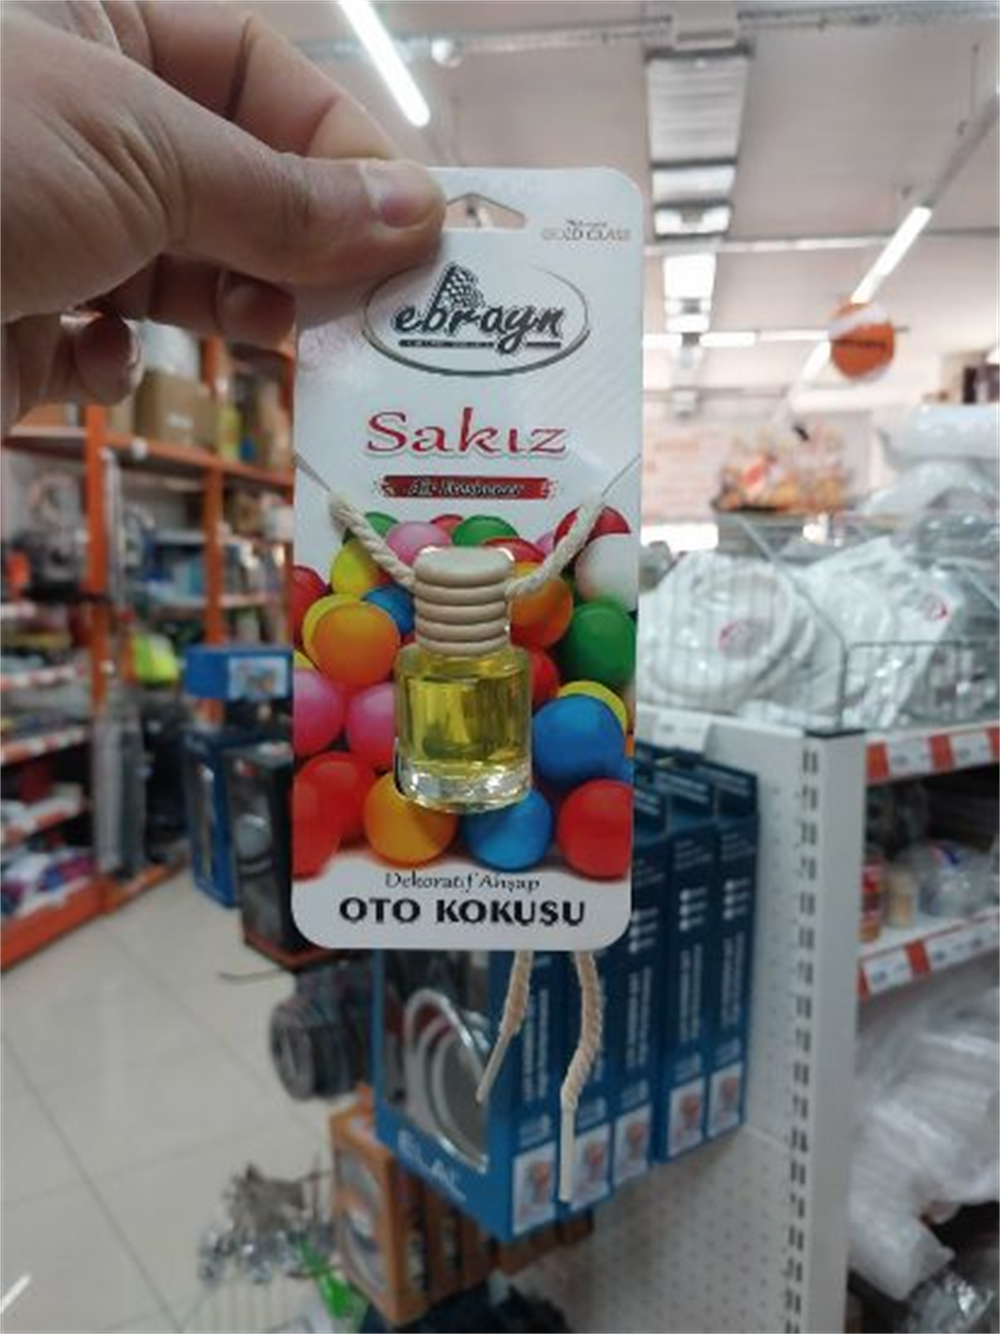 GOLD CLASS
ebrayn
Sakız
Air Freshener
Dekoratif Ahşap
OTO KOKUSU